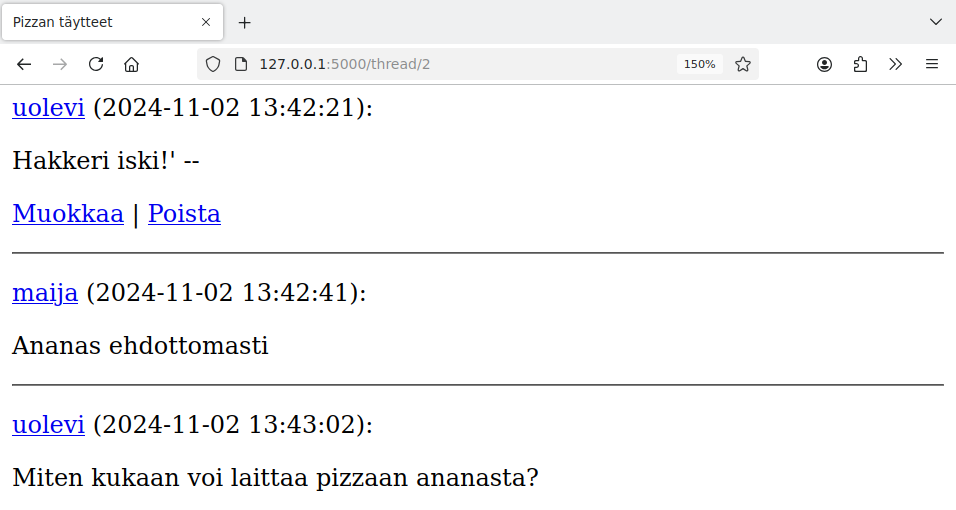 Pizzan täytteet
127.0.0.1:5000/thread/2 150%
uolevi (2024-11-02 13:42:21):
Hakkeri iski!' --
Muokkaa | Poista
maija (2024-11-02 13:42:41):
Ananas ehdottomasti
uolevi (2024-11-02 13:43:02):
Miten kukaan voi laittaa pizzaan ananasta?